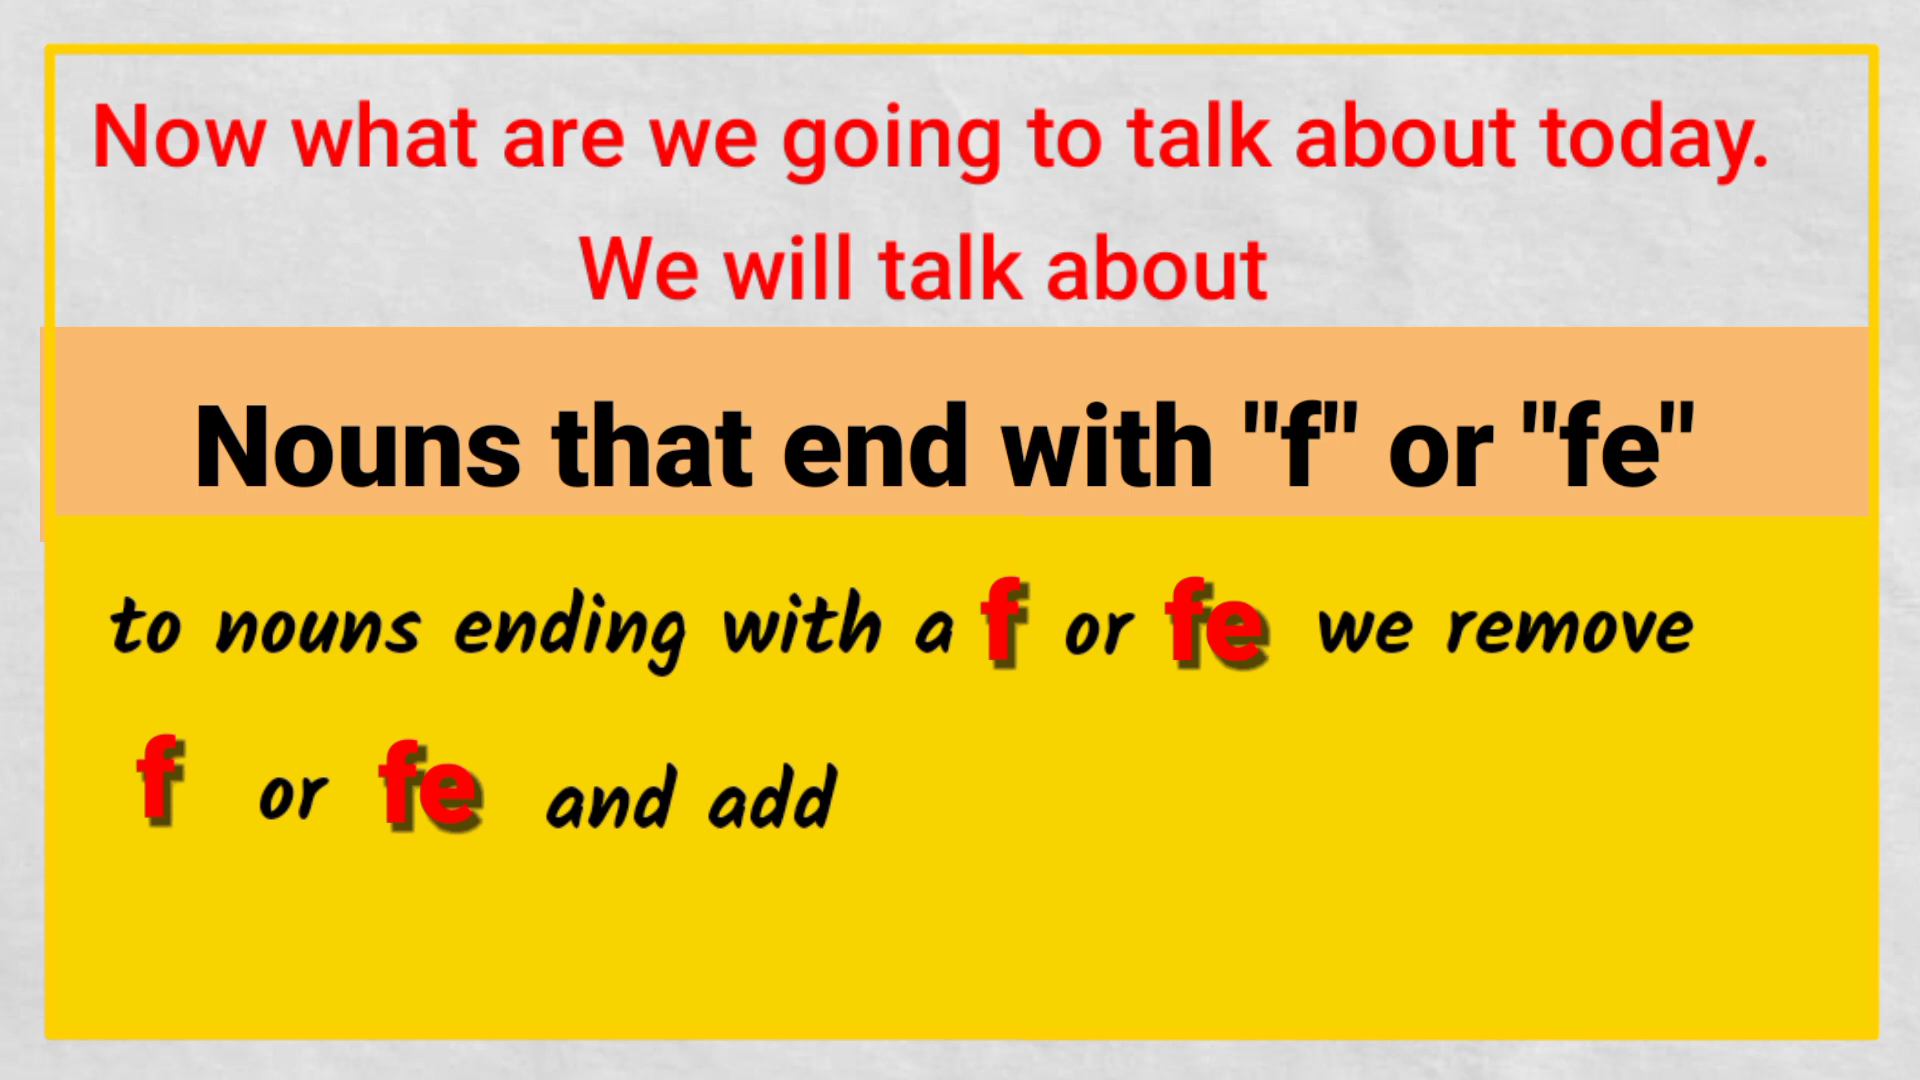 Now what are we going to talk about today.
We will talk about
Nouns that end with "f" or "fe"
to nouns ending with a f or fe we remove
f or fe and add